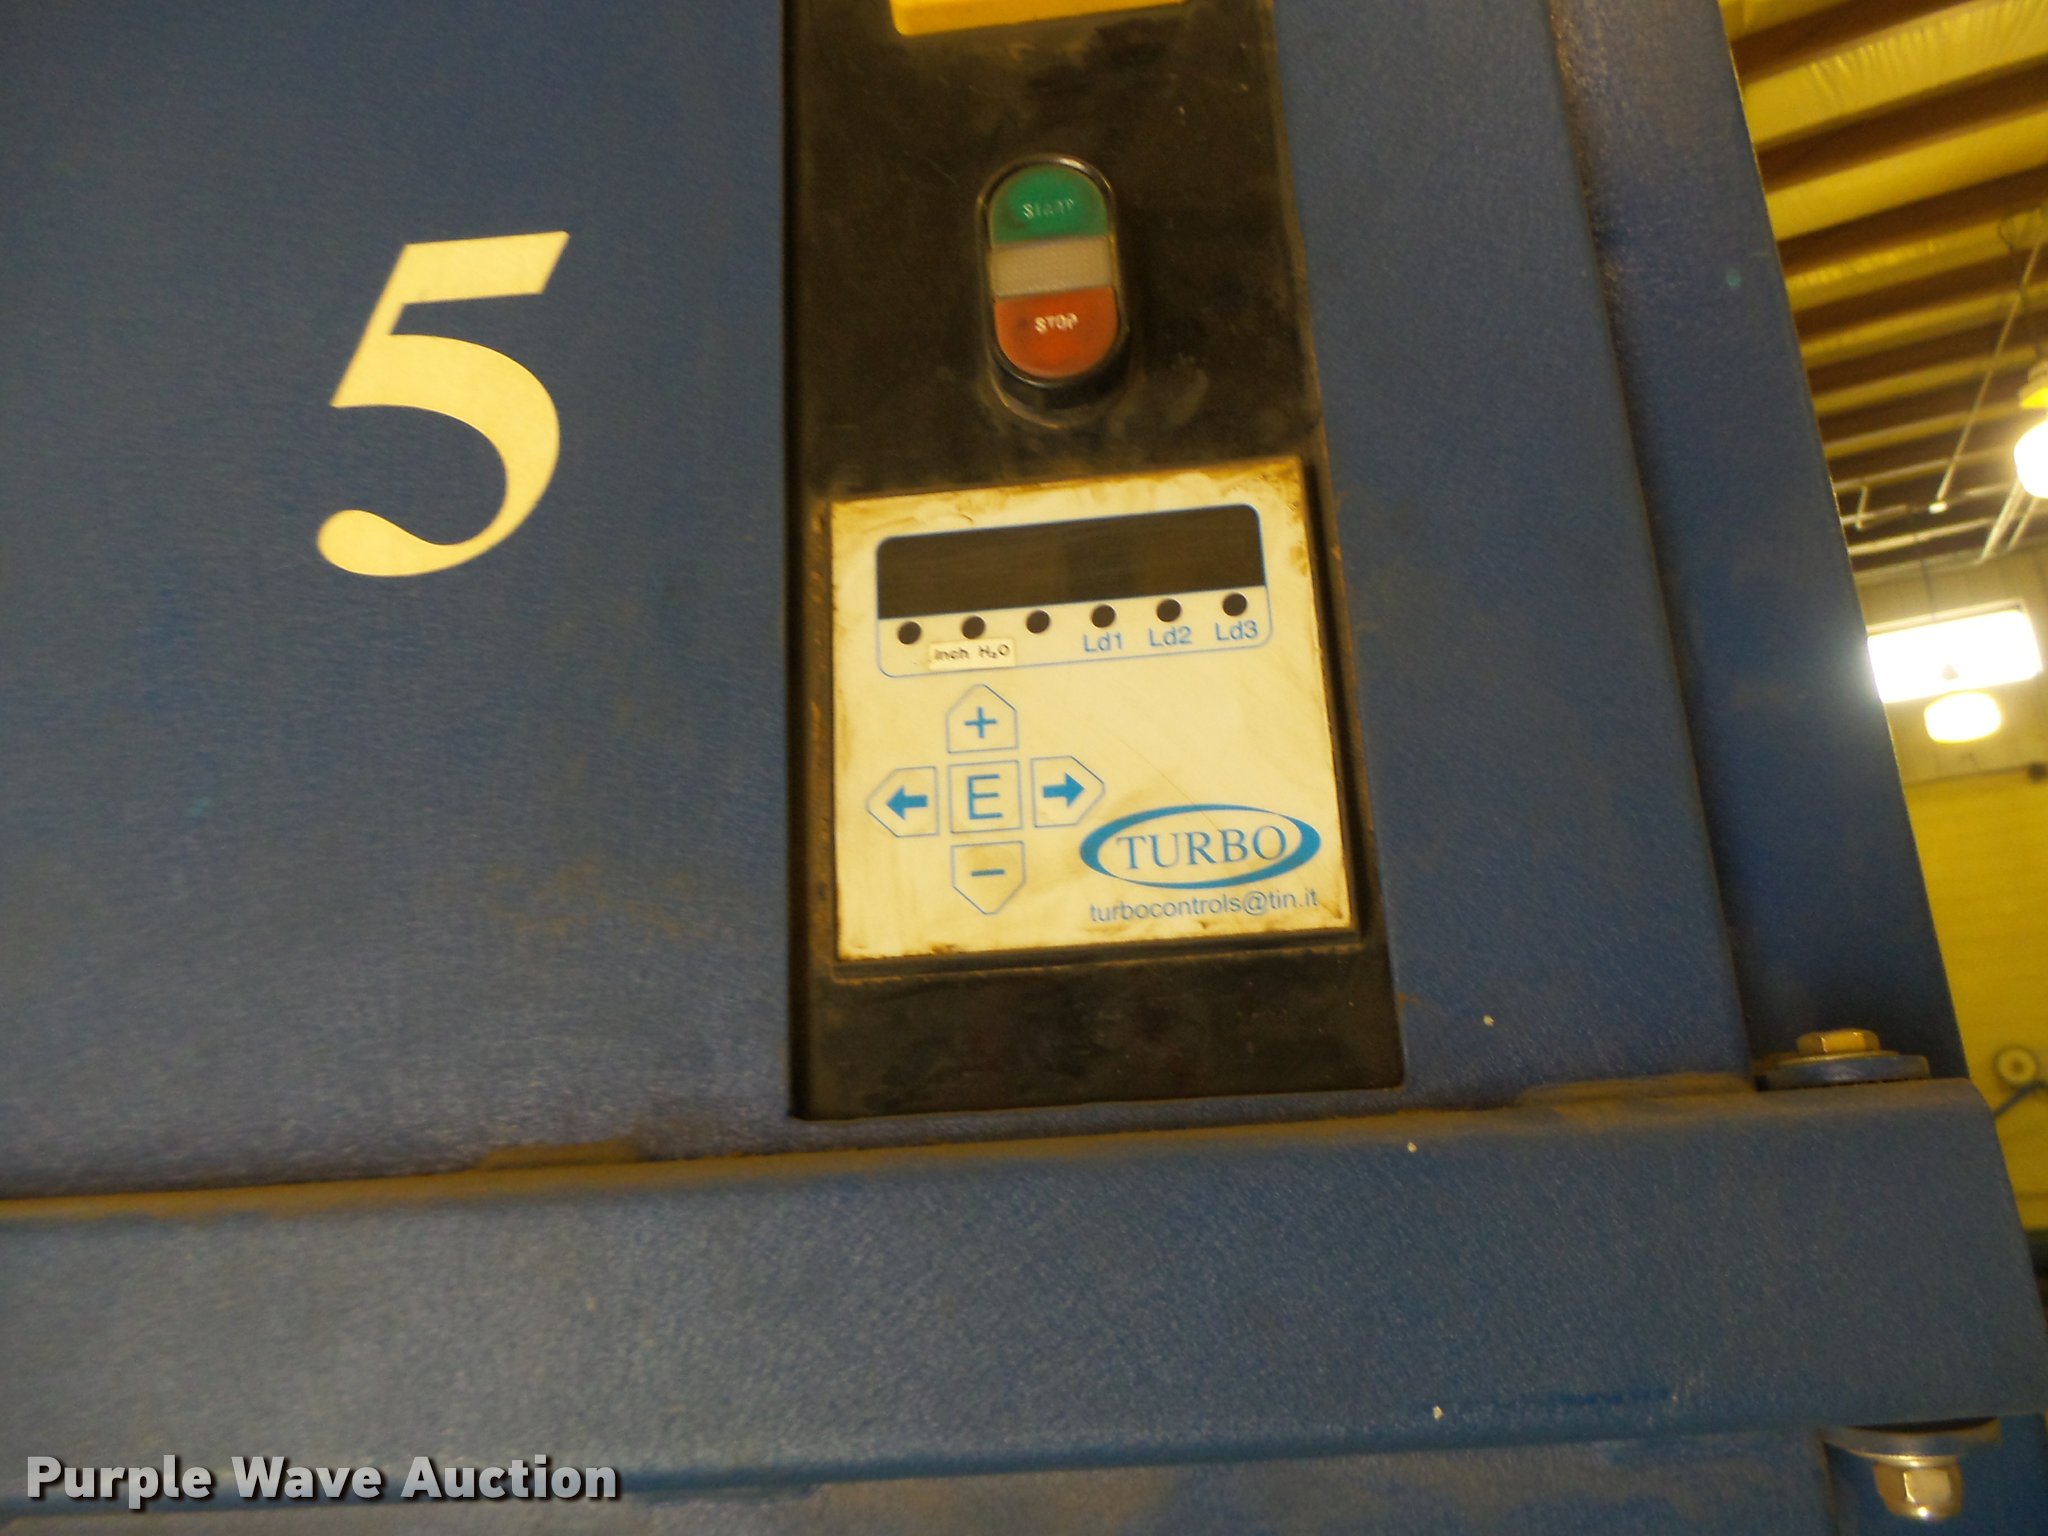 5
START
STOP
Ld1 Ld2 Ld3
inch H₂O
+
E
−
TURBO
turbocontrols@tin.it
Purple Wave Auction